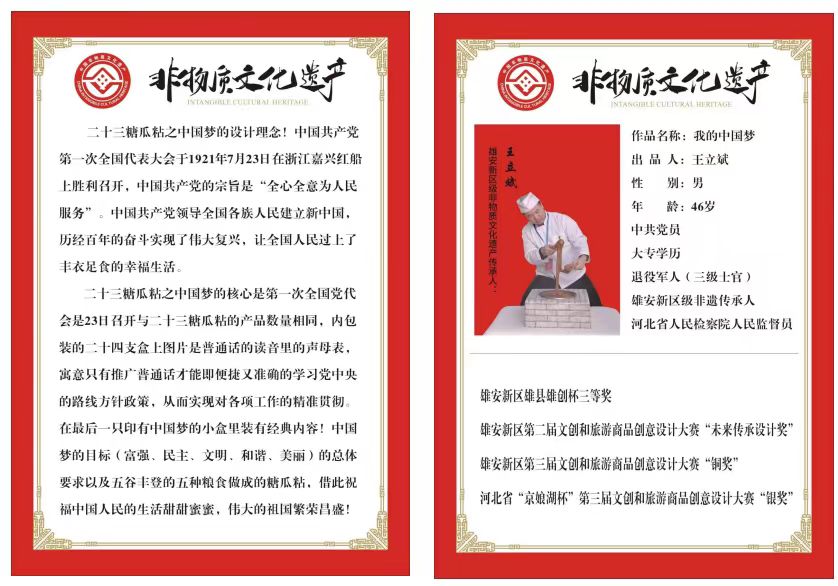 非物质文化遗产
INTANGIBLE CULTURAL HERITAGE
二十三糖瓜粘之中国梦的设计理念！中国共产党
第一次全国代表大会于1921年7月23日在浙江嘉兴红船
上胜利召开，中国共产党的宗旨是“全心全意为人民
服务”。中国共产党领导全国各族人民建立新中国，
历经百年的奋斗实现了伟大复兴，让全国人民过上了
丰衣足食的幸福生活。
二十三糖瓜粘之中国梦的核心是第一次全国党代
会是23日召开与二十三糖瓜粘的产品数量相同，内包
装的二十四支盒上图片是普通话的读音里的声母表，
寓意只有推广普通话才能即便捷又准确的学习党中央
的路线方针政策，从而实现对各项工作的精准贯彻。
在最后一只印有中国梦的小盒里装有经典内容！中国
梦的目标（富强、民主、文明、和谐、美丽）的总体
要求以及五谷丰登的五种粮食做成的糖瓜粘，借此祝
福中国人民的生活甜甜蜜蜜，伟大的祖国繁荣昌盛！
非物质文化遗产
INTANGIBLE CULTURAL HERITAGE
王立斌
雄安新区级非物质文化遗产传承人：
作品名称：我的中国梦
出品人：王立斌
性别：男
年龄：46岁
中共党员
大专学历
退役军人（三级士官）
雄安新区级非遗传承人
河北省人民检察院人民监督员
雄安新区雄县雄创杯三等奖
雄安新区第二届文创和旅游商品创意设计大赛“未来传承设计奖”
雄安新区第三届文创和旅游商品创意设计大赛“铜奖”
河北省“京娘湖杯”第三届文创和旅游商品创意设计大赛“银奖”